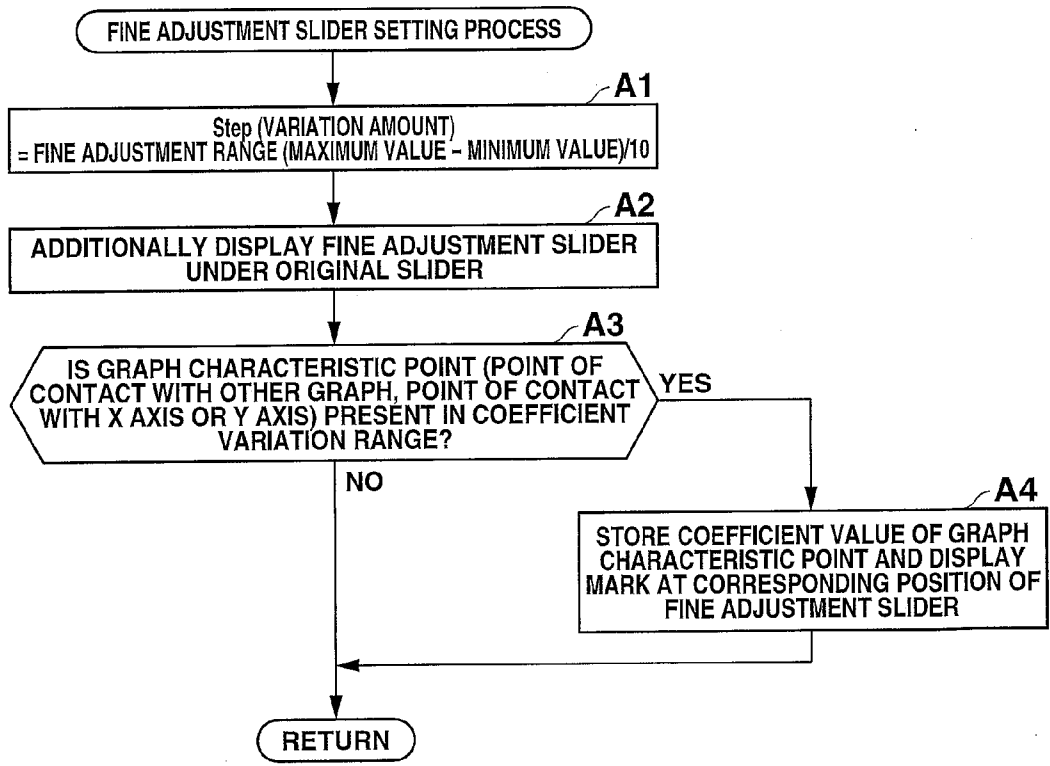 FINE ADJUSTMENT SLIDER SETTING PROCESS
A1
Step (VARIATION AMOUNT)
= FINE ADJUSTMENT RANGE (MAXIMUM VALUE – MINIMUM VALUE)/10
A2
ADDITIONALLY DISPLAY FINE ADJUSTMENT SLIDER
UNDER ORIGINAL SLIDER
A3
IS GRAPH CHARACTERISTIC POINT (POINT OF
CONTACT WITH OTHER GRAPH, POINT OF CONTACT
WITH X AXIS OR Y AXIS) PRESENT IN COEFFICIENT
VARIATION RANGE?
YES
NO
A4
STORE COEFFICIENT VALUE OF GRAPH
CHARACTERISTIC POINT AND DISPLAY
MARK AT CORRESPONDING POSITION OF
FINE ADJUSTMENT SLIDER
RETURN